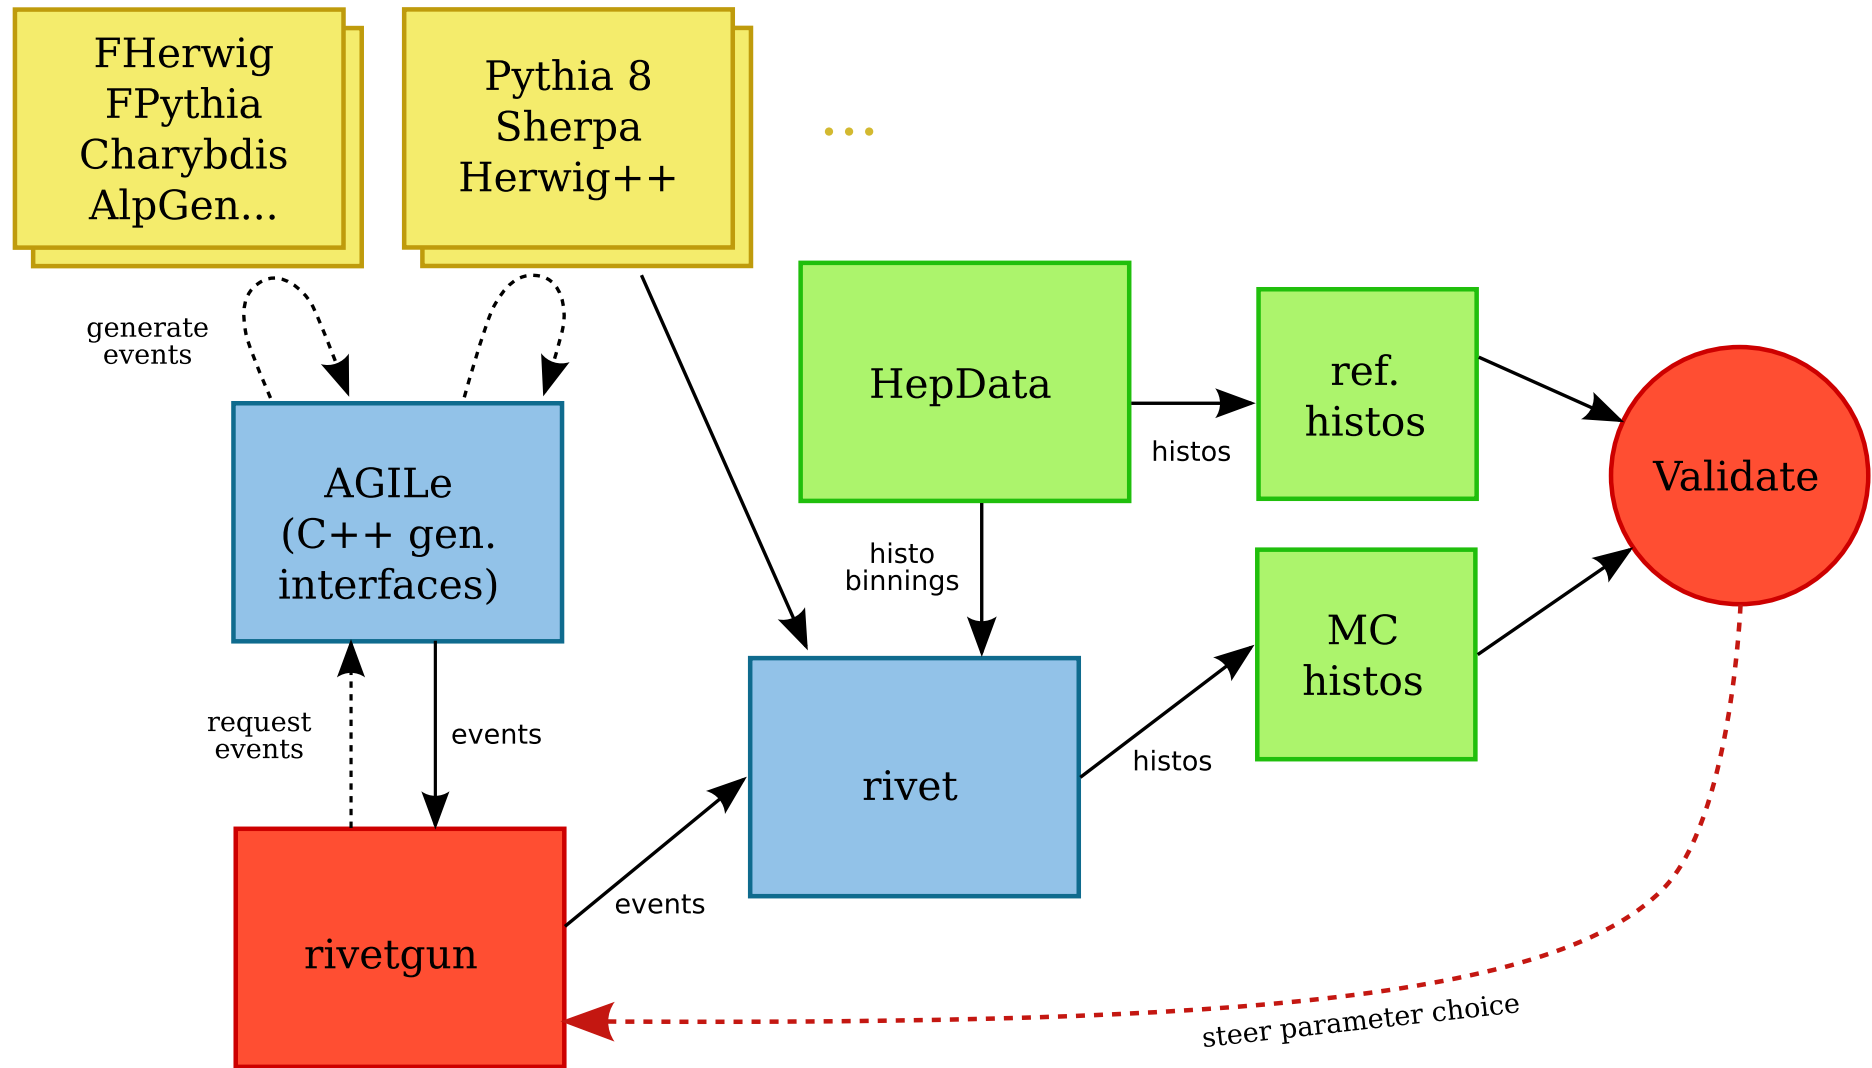 FHerwig
FPythia
Charybdis
AlpGen...
Pythia 8
Sherpa
Herwig++
...
generate
events
AGILe
(C++ gen.
interfaces)
request
events
events
rivetgun
events
HepData
histos
histo
binnings
rivet
histos
ref.
histos
MC
histos
Validate
steer parameter choice